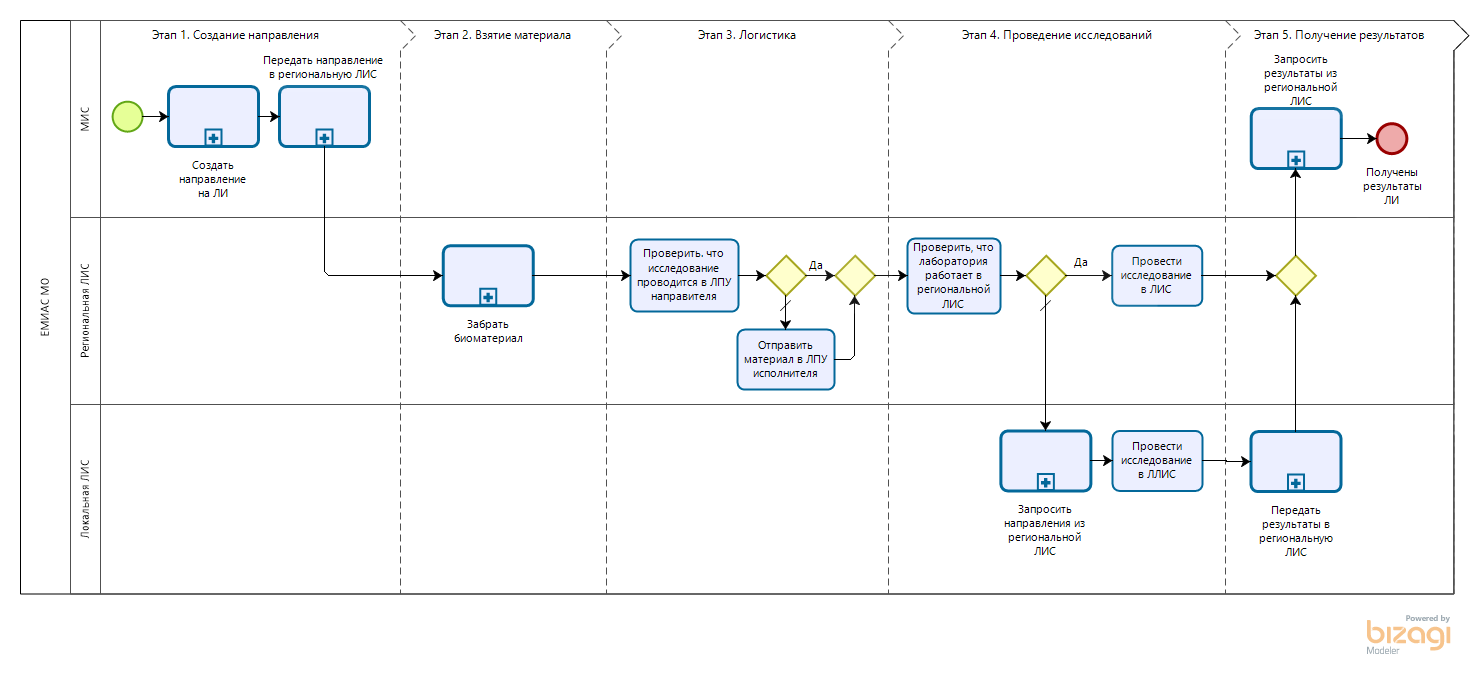 Этап 1. Создание направления
Этап 2. Взятие материала
Этап 3. Логистика
Этап 4. Проведение исследований
Этап 5. Получение результатов
ЕМИАС МО
МИС
Передать направление
в региональную ЛИС
Создать
направление
на ЛИ
Запросить
результаты из
региональной
ЛИС
Получены
результаты
ЛИ
Региональная ЛИС
Забрать
биоматериал
Проверить. что
исследование
проводится в ЛПУ
направителя
Да
Отправить
материал в ЛПУ
исполнителя
Проверить, что
лаборатория
работает в
региональной
ЛИС
Да
Провести
исследование
в ЛИС
Локальная ЛИС
Запросить
направления из
региональной
ЛИС
Провести
исследование
в ЛЛИС
Передать
результаты в
региональную
ЛИС
Powered by
bizagi
Modeler